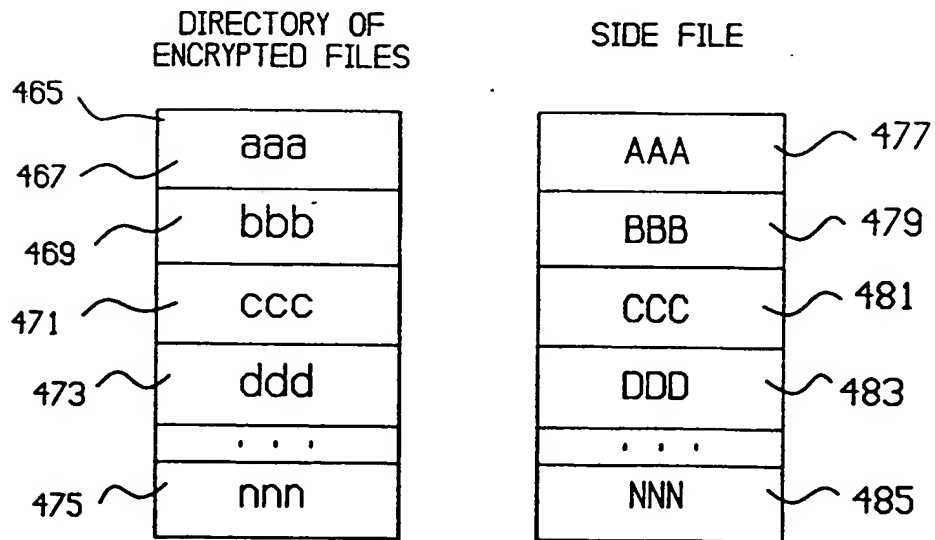 DIRECTORY OF
ENCRYPTED FILES
SIDE FILE
465
467
aaa
AAA
477
469
bbb
BBB
479
471
ccc
CCC
481
473
ddd
DDD
483
. . .
. . .
475
nnn
NNN
485